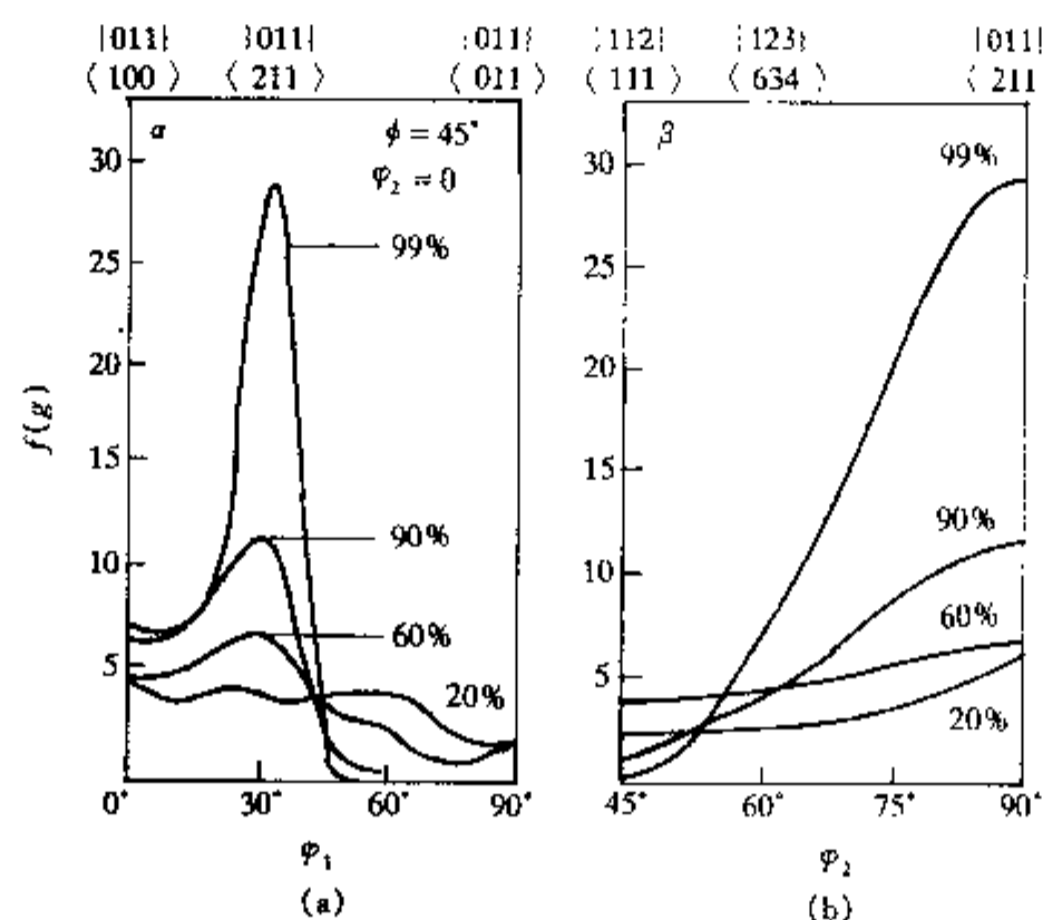 {011} {011} {011} {112} {123} {011}
⟨100⟩ ⟨211⟩ ⟨011⟩ ⟨111⟩ ⟨634⟩ ⟨211
α φ = 45° β
φ₂ = 0
99% 99%
90% 90%
60% 60%
20% 20%
f(g)
30 30
25 25
20 20
15 15
10 10
5 5
0° 30° 60° 90° 45° 60° 75° 90°
φ₁ φ₂
(a) (b)